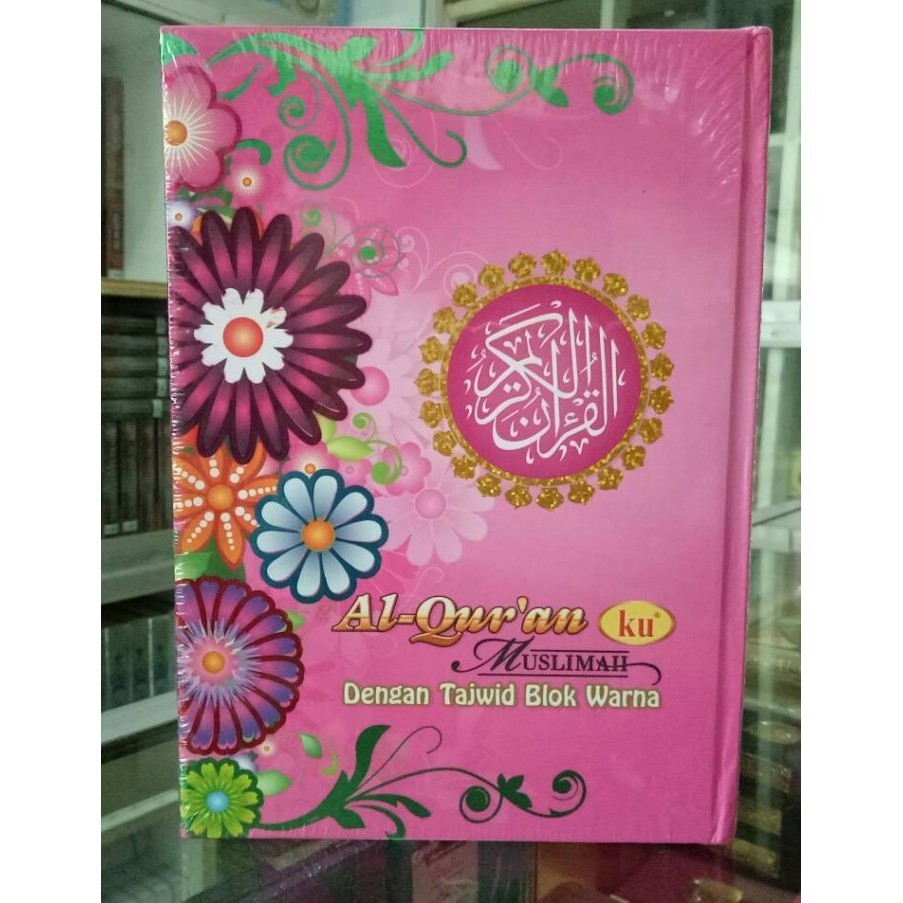 القرآن الكريم
Al-Qur'an ku®
Muslimah
Dengan Tajwid Blok Warna